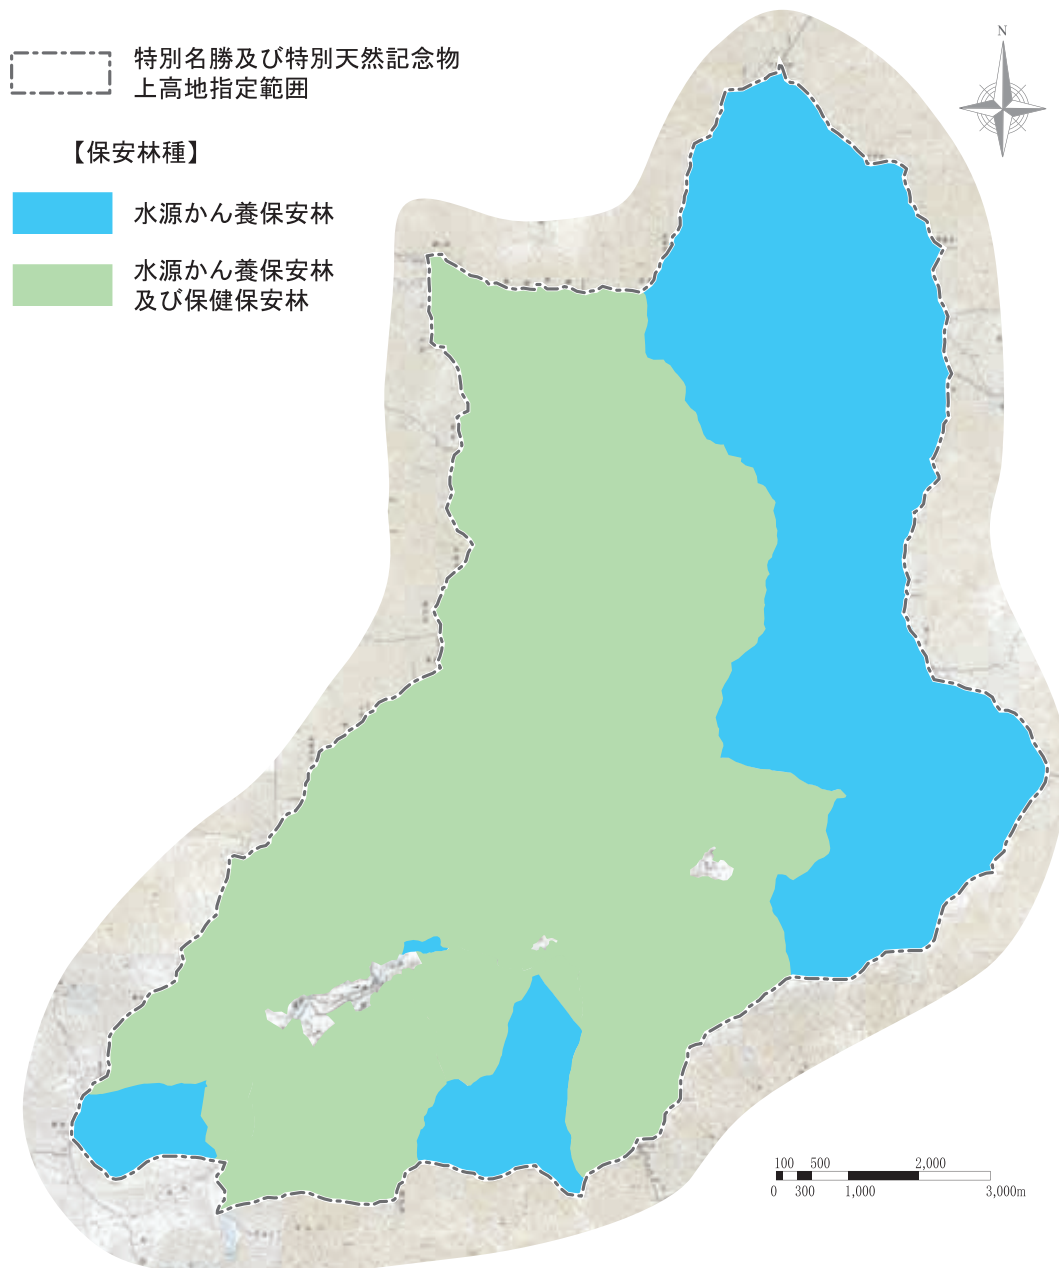 特別名勝及び特別天然記念物
上高地指定範囲
【保安林種】
水源かん養保安林
水源かん養保安林
及び保健保安林
N
100 500 2,000
0 300 1,000 3,000m